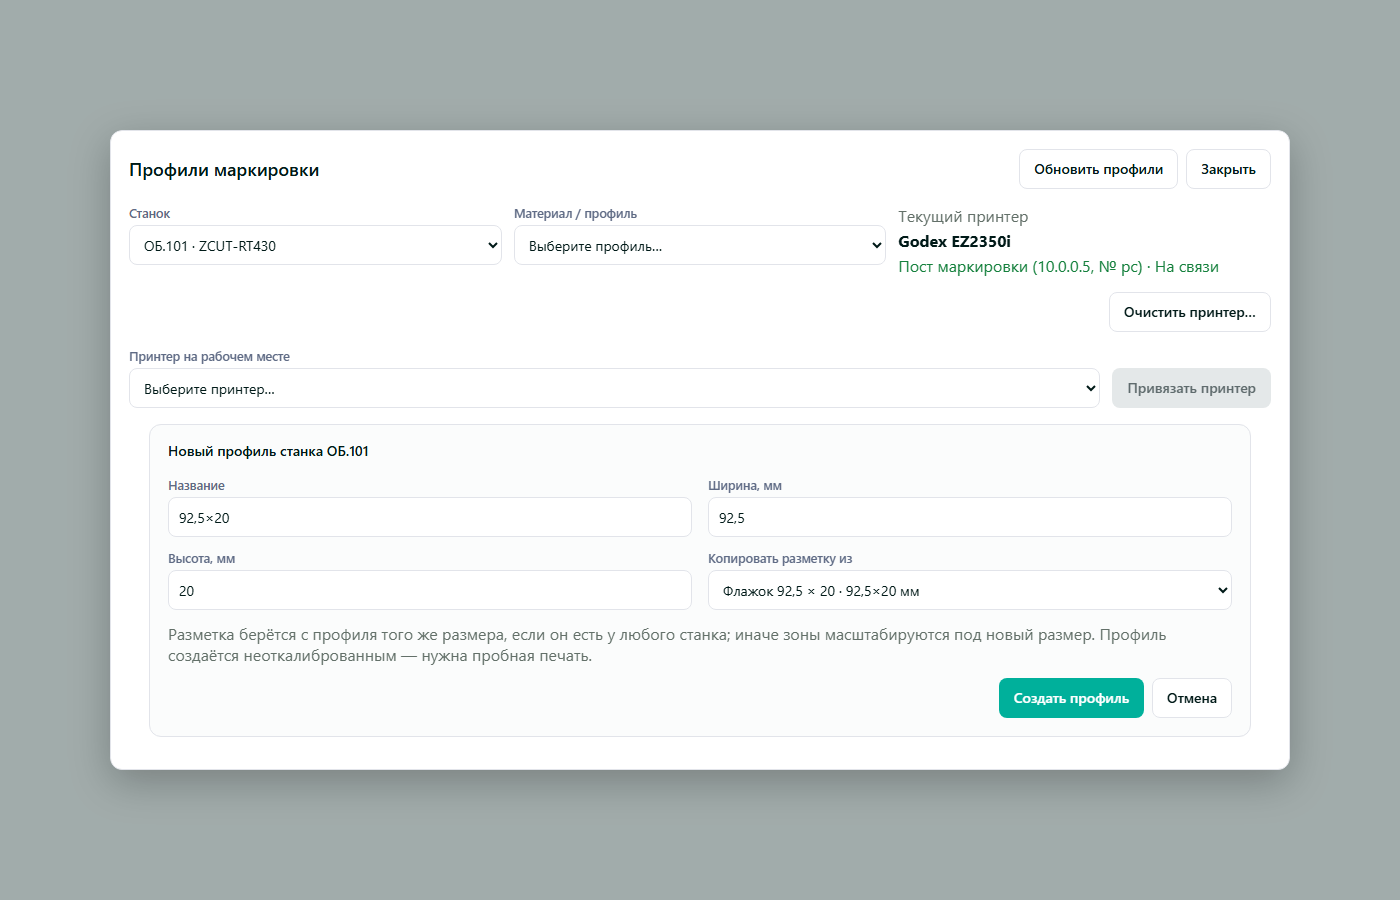 Профили маркировки
Обновить профили
Закрыть
Станок
Материал / профиль
Текущий принтер
ОБ.101 · ZCUT-RT430
Выберите профиль...
Godex EZ2350i
Пост маркировки (10.0.0.5, № pc) · На связи
Очистить принтер...
Принтер на рабочем месте
Выберите принтер...
Привязать принтер
Новый профиль станка ОБ.101
Название
Ширина, мм
92,5×20
92,5
Высота, мм
Копировать разметку из
20
Флажок 92,5 × 20 · 92,5×20 мм
Разметка берётся с профиля того же размера, если он есть у любого станка; иначе зоны масштабируются под новый размер. Профиль
создаётся неоткалиброванным — нужна пробная печать.
Создать профиль
Отмена